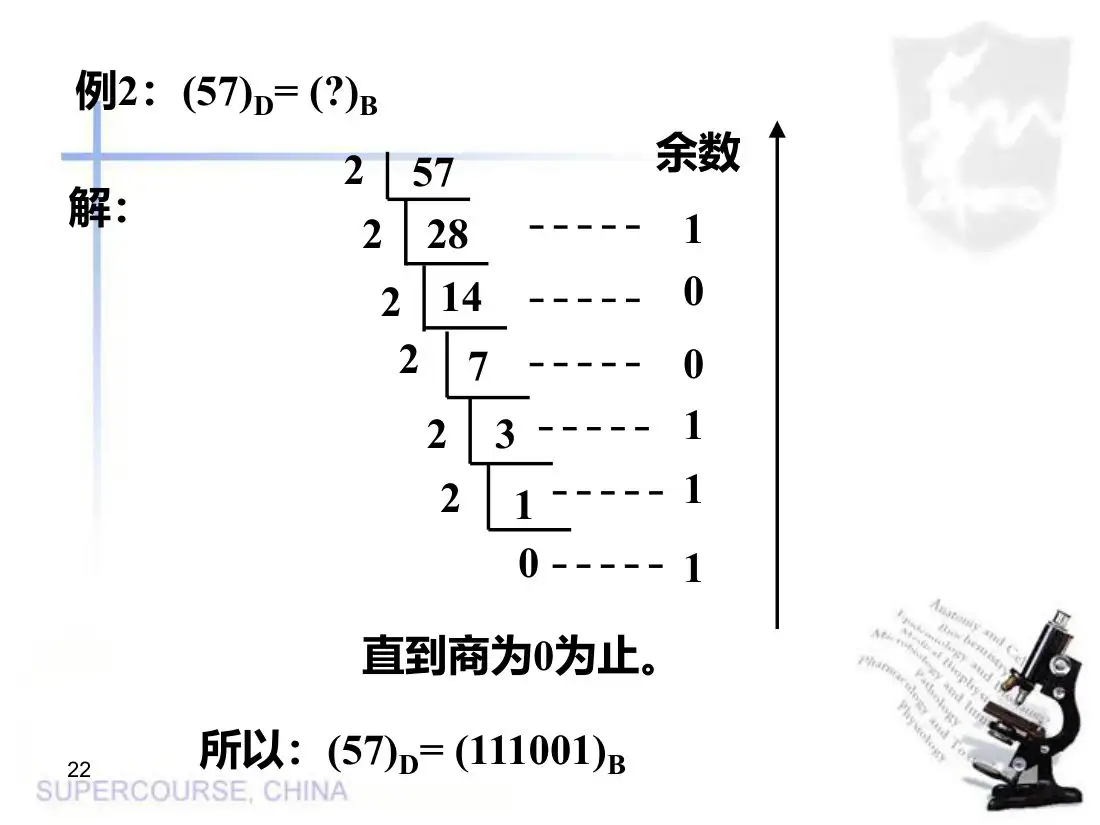 例2：(57)D= (?)B
余数
解：
2 57
2 28 ----- 1
2 14 ----- 0
2 7 ----- 0
2 3 ----- 1
2 1 ----- 1
0 ----- 1
直到商为0为止。
所以：(57)D= (111001)B
22
SUPERCOURSE, CHINA